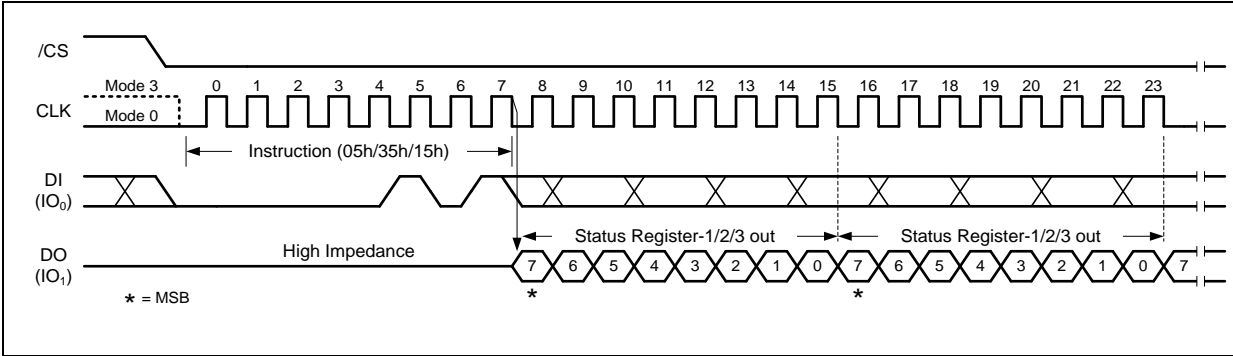 /CS
Mode 3 0 1 2 3 4 5 6 7 8 9 10 11 12 13 14 15 16 17 18 19 20 21 22 23
CLK
Mode 0
Instruction (05h/35h/15h)
DI
(IO₀)
Status Register-1/2/3 out Status Register-1/2/3 out
High Impedance
DO
(IO₁)
7 6 5 4 3 2 1 0 7 6 5 4 3 2 1 0 7
* *
* = MSB